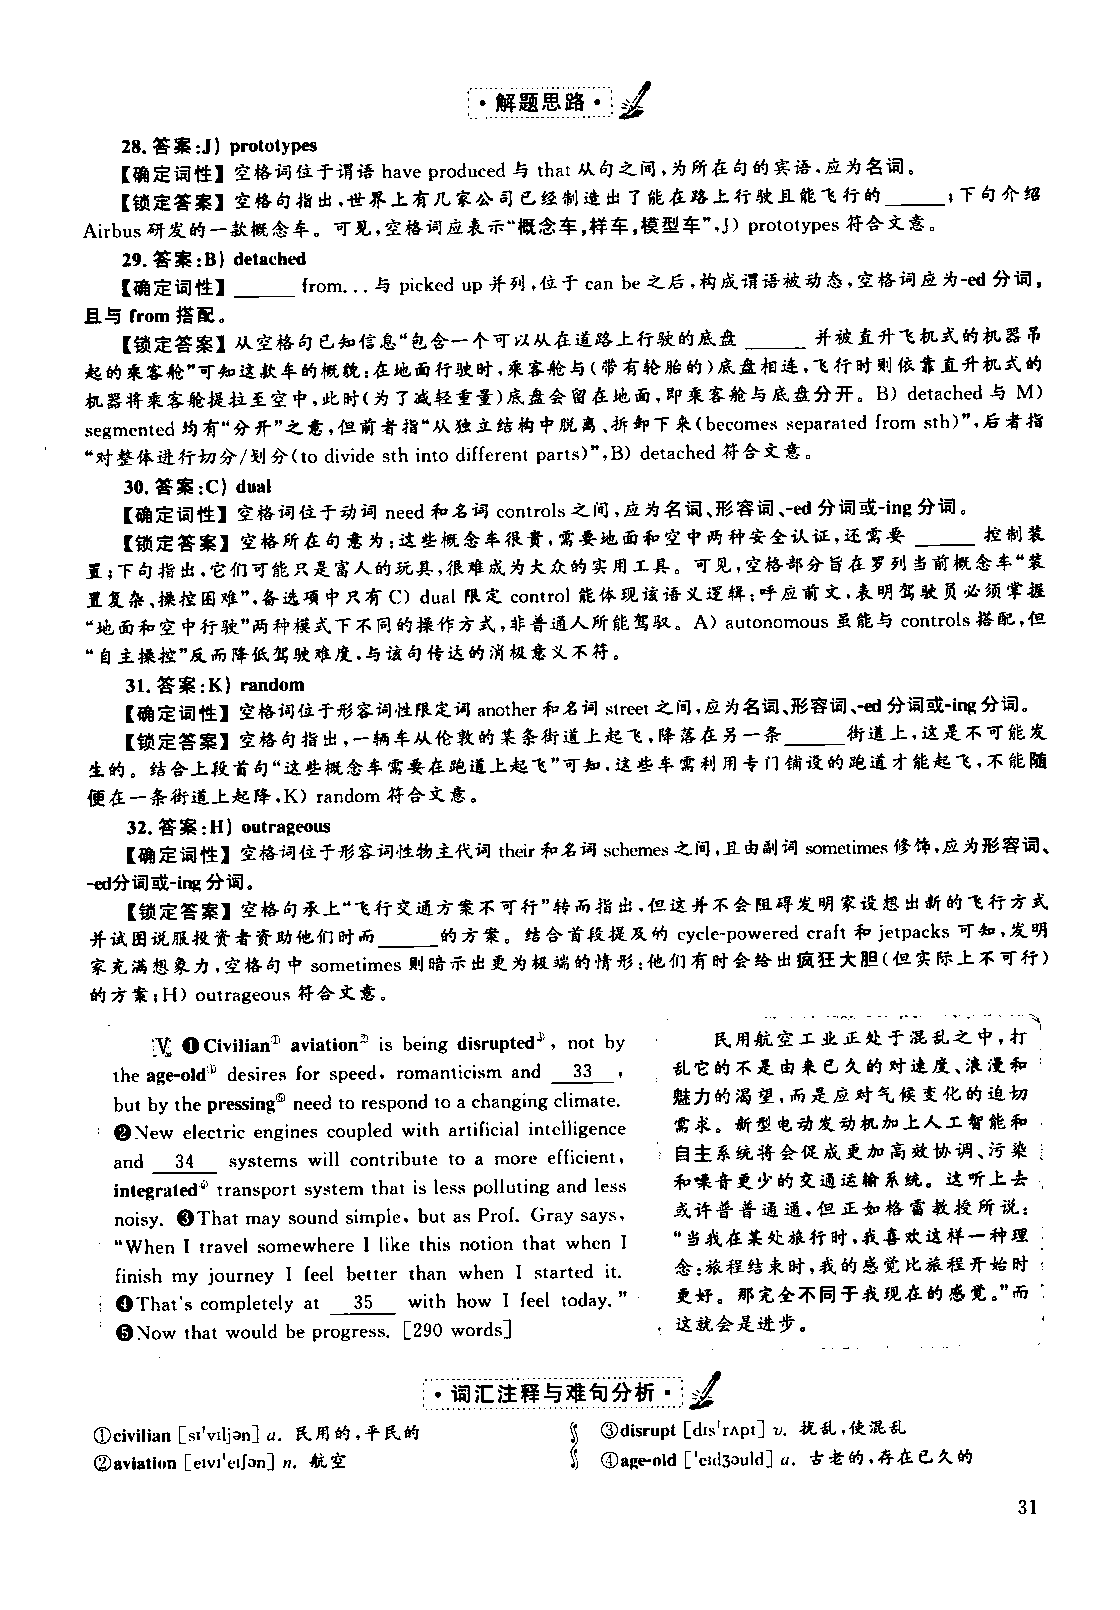 ·解题思路·
28. 答案:J) prototypes
【确定词性】空格词位于谓语 have produced 与 that 从句之间,为所在句的宾语,应为名词。
【锁定答案】空格句指出,世界上有几家公司已经制造出了能在路上行驶且能飞行的______;下句介绍
Airbus 研发的一款概念车。可见,空格词应表示“概念车,样车,模型车”,J) prototypes 符合文意。
29. 答案:B) detached
【确定词性】______ from... 与 picked up 并列,位于 can be 之后,构成谓语被动态,空格词应为-ed 分词,
且与 from 搭配。
【锁定答案】从空格句已知信息“包含一个可以从在道路上行驶的底盘______并被直升飞机式的机器吊
起的乘客舱”可知这款车的概貌:在地面行驶时,乘客舱与(带有轮胎的)底盘相连,飞行时则依靠直升机式的
机器将乘客舱提拉至空中,此时(为了减轻重量)底盘会留在地面,即乘客舱与底盘分开。B) detached 与 M)
segmented 均有“分开”之意,但前者指“从独立结构中脱离、拆卸下来(becomes separated from sth)”,后者指
“对整体进行切分/划分(to divide sth into different parts)”,B) detached 符合文意。
30. 答案:C) dual
【确定词性】空格词位于动词 need 和名词 controls 之间,应为名词、形容词、-ed 分词或-ing 分词。
【锁定答案】空格所在句意为:这些概念车很贵,需要地面和空中两种安全认证,还需要______控制装
置;下句指出,它们可能只是富人的玩具,很难成为大众的实用工具。可见,空格部分旨在罗列当前概念车“装
置复杂、操控困难”,备选项中只有 C) dual 限定 control 能体现该语义逻辑:呼应前文,表明驾驶员必须掌握
“地面和空中行驶”两种模式下不同的操作方式,非普通人所能驾驭。A) autonomous 虽能与 controls 搭配,但
“自主操控”反而降低驾驶难度,与该句传达的消极意义不符。
31. 答案:K) random
【确定词性】空格词位于形容词性限定词 another 和名词 street 之间,应为名词、形容词、-ed 分词或-ing 分词。
【锁定答案】空格句指出,一辆车从伦敦的某条街道上起飞,降落在另一条______街道上,这是不可能发
生的。结合上段首句“这些概念车需要在跑道上起飞”可知,这些车需利用专门铺设的跑道才能起飞,不能随
便在一条街道上起降,K) random 符合文意。
32. 答案:H) outrageous
【确定词性】空格词位于形容词性物主代词 their 和名词 schemes 之间,且由副词 sometimes 修饰,应为形容词、
-ed分词或-ing 分词。
【锁定答案】空格句承上“飞行交通方案不可行”转而指出,但这并不会阻碍发明家设想出新的飞行方式
并试图说服投资者资助他们时而______的方案。结合首段提及的 cycle-powered craft 和 jetpacks 可知,发明
家充满想象力,空格句中 sometimes 则暗示出更为极端的情形:他们有时会给出疯狂大胆(但实际上不可行)
的方案;H) outrageous 符合文意。
Ⅴ ❶Civilian① aviation② is being disrupted③, not by
the age-old④ desires for speed, romanticism and 33 ,
but by the pressing⑤ need to respond to a changing climate.
❷New electric engines coupled with artificial intelligence
and 34 systems will contribute to a more efficient,
integrated⑥ transport system that is less polluting and less
noisy. ❸That may sound simple, but as Prof. Gray says,
“When I travel somewhere I like this notion that when I
finish my journey I feel better than when I started it.
❹That's completely at 35 with how I feel today.”
❺Now that would be progress. [290 words]
民用航空工业正处于混乱之中,打
乱它的不是由来已久的对速度、浪漫和
魅力的渴望,而是应对气候变化的迫切
需求。新型电动发动机加上人工智能和
自主系统将会促成更加高效协调、污染
和噪音更少的交通运输系统。这听上去
或许普普通通,但正如格雷教授所说:
“当我在某处旅行时,我喜欢这样一种理
念:旅程结束时,我的感觉比旅程开始时
更好。那完全不同于我现在的感觉。”而
这就会是进步。
·词汇注释与难句分析·
①civilian [sɪˈvɪljən] a. 民用的,平民的
②aviation [eɪvɪˈeɪʃən] n. 航空
③disrupt [dɪsˈrʌpt] v. 扰乱,使混乱
④age-old [ˈeɪdʒəuld] a. 古老的,存在已久的
31